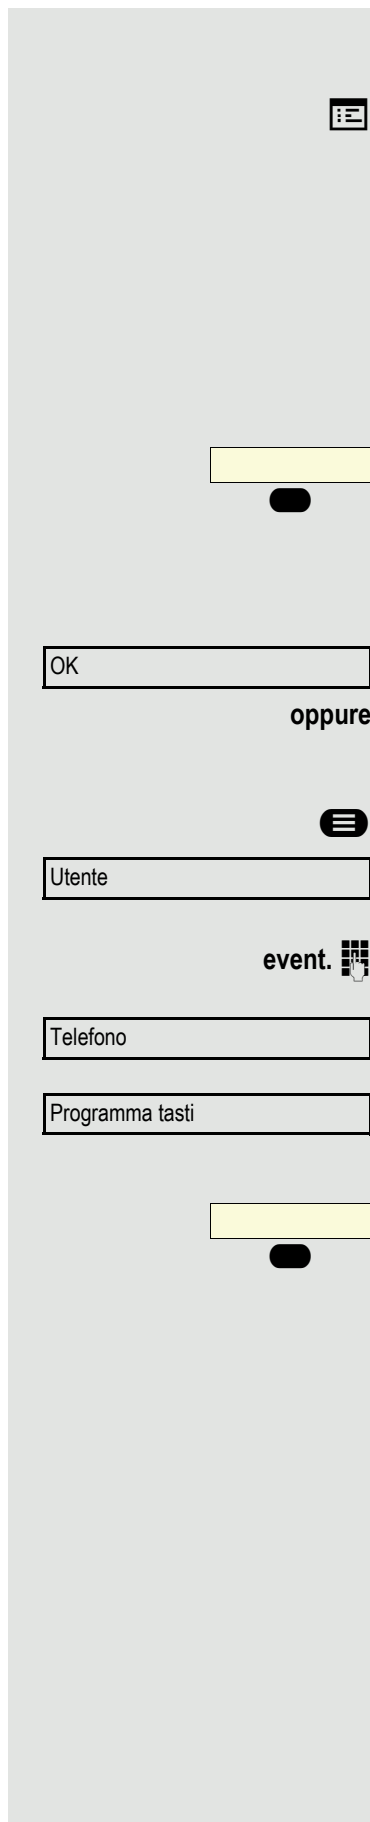 OK
oppure
Utente
event.
Telefono
Programma tasti